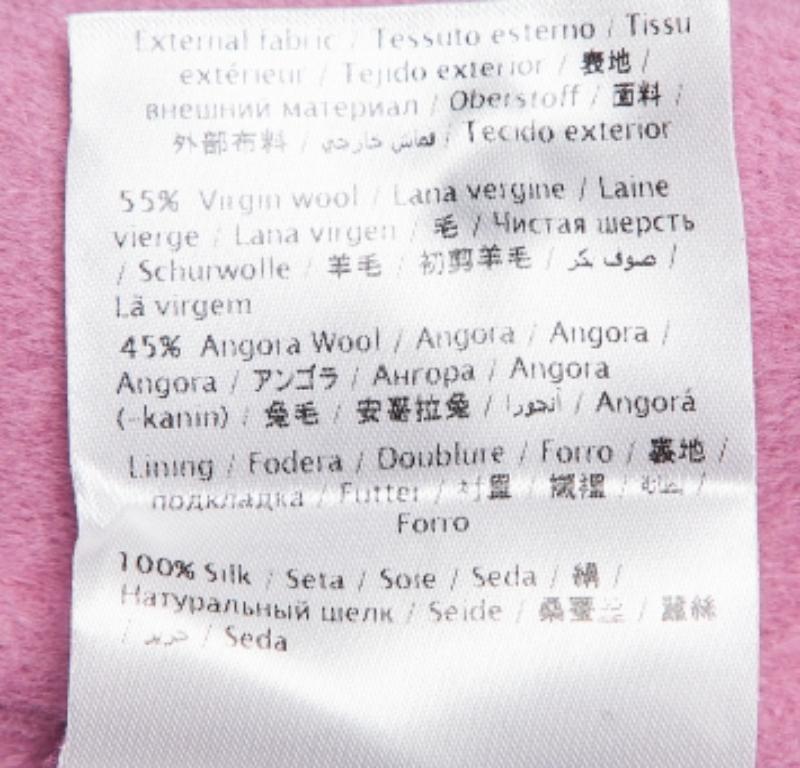 External fabric / Tessuto esterno / Tissu
extérieur / Tejido exterior / 表地 /
внешний материал / Oberstoff / 面料 /
外部布料 / قماش خارجي / Tecido exterior
55% Virgin wool / Lana vergine / Laine
vierge / Lana virgen / 毛 / Чистая шерсть
/ Schurwolle / 羊毛 / 初剪羊毛 / صوف بكر /
Lã virgem
45% Angora Wool / Angora / Angora /
Angora / アンゴラ / Ангора / Angora
(-kanin) / 兔毛 / 安哥拉兔 / أنجورا / Angorá
Lining / Fodera / Doublure / Forro / 裏地 /
подкладка / Futter / / 襯裡 / بطانة /
Forro
100% Silk / Seta / Soie / Seda / 絹 /
Натуральный шелк / Seide / 桑蚕丝 / 蠶絲
/ حرير / Seda